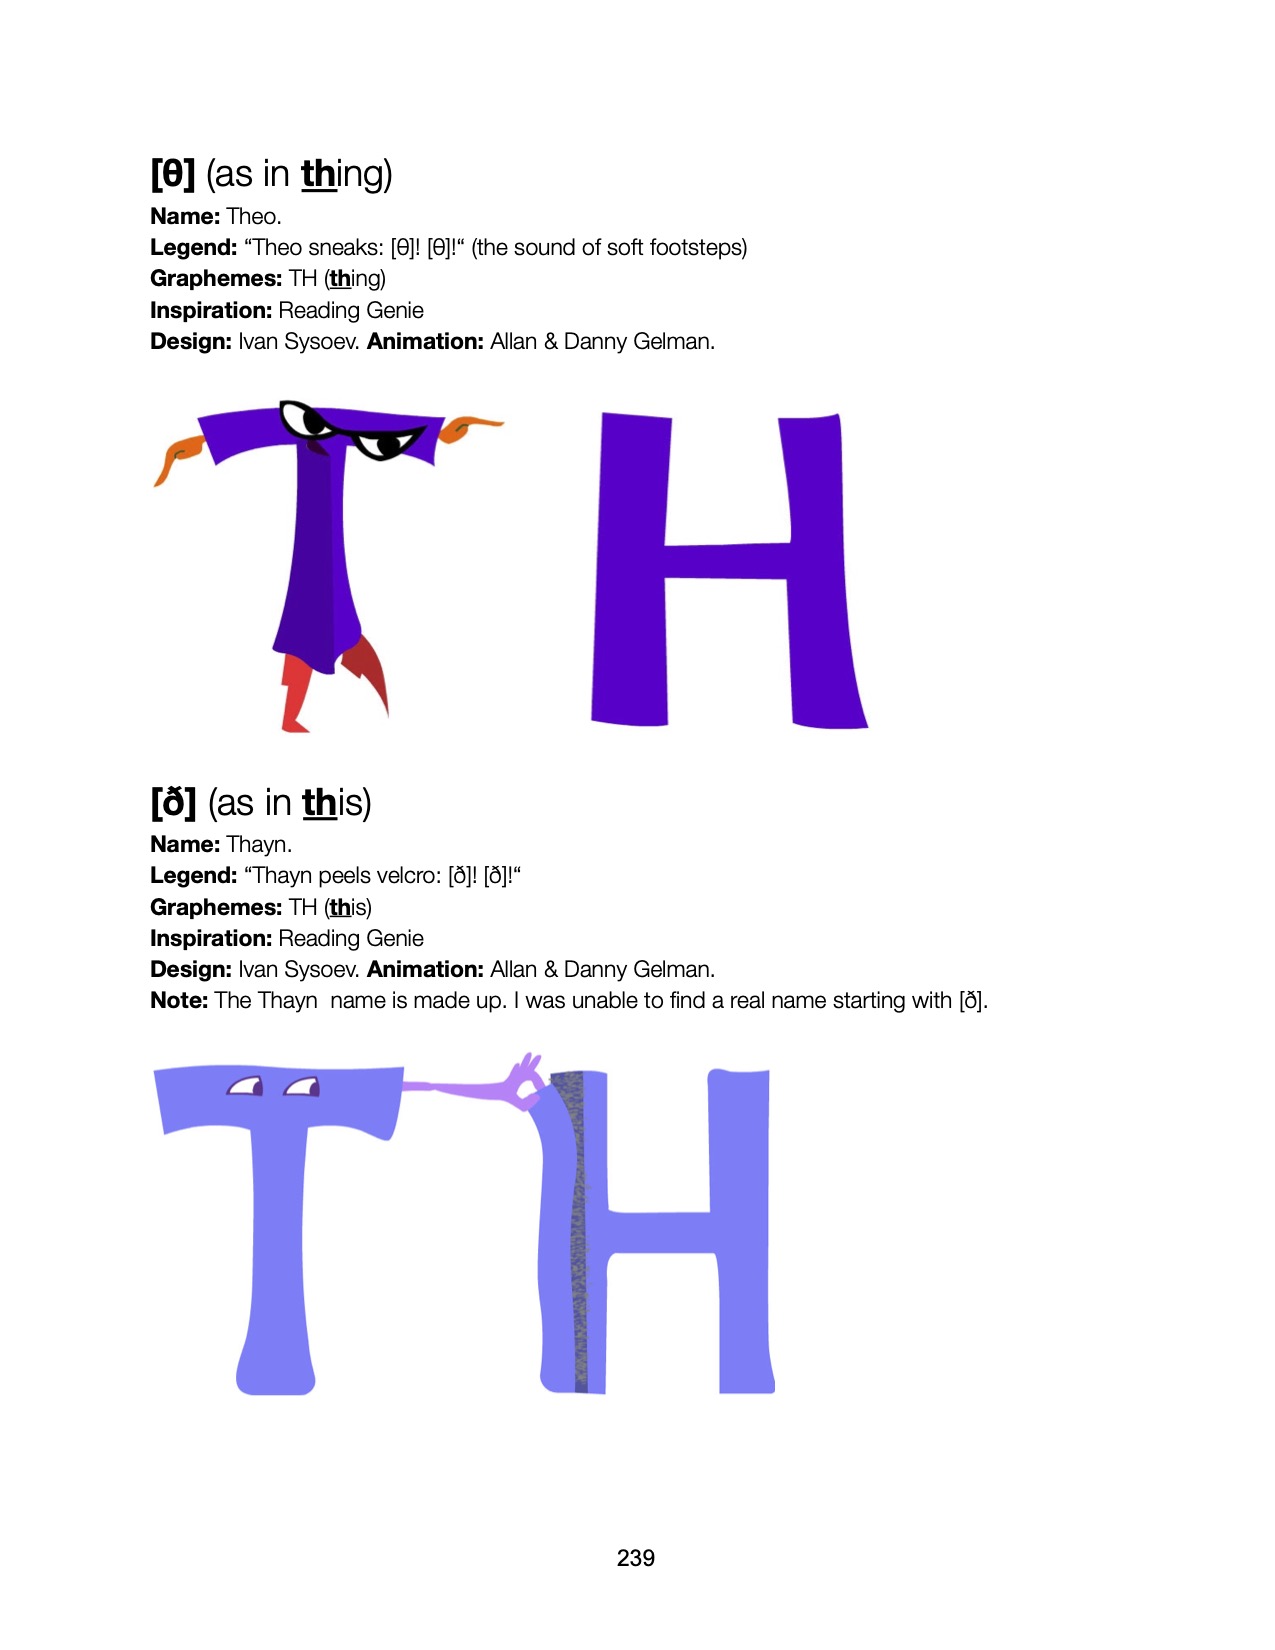 [θ] (as in thing)
Name: Theo.
Legend: “Theo sneaks: [θ]! [θ]!“ (the sound of soft footsteps)
Graphemes: TH (thing)
Inspiration: Reading Genie
Design: Ivan Sysoev. Animation: Allan & Danny Gelman.
T H
[ð] (as in this)
Name: Thayn.
Legend: “Thayn peels velcro: [ð]! [ð]!“
Graphemes: TH (this)
Inspiration: Reading Genie
Design: Ivan Sysoev. Animation: Allan & Danny Gelman.
Note: The Thayn  name is made up. I was unable to find a real name starting with [ð].
T H
239